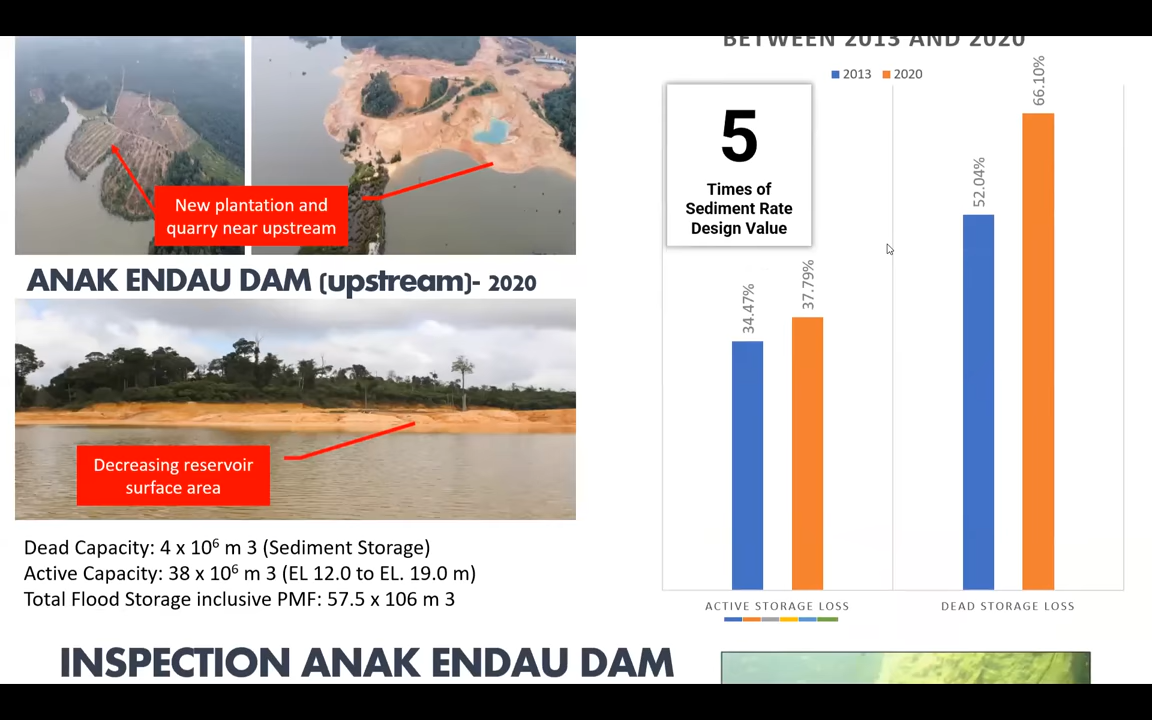 BETWEEN 2013 AND 2020
2013 2020
New plantation and
quarry near upstream
ANAK ENDAU DAM (upstream)- 2020
Decreasing reservoir
surface area
Dead Capacity: 4 x 10⁶ m 3 (Sediment Storage)
Active Capacity: 38 x 10⁶ m 3 (EL 12.0 to EL. 19.0 m)
Total Flood Storage inclusive PMF: 57.5 x 106 m 3
5
Times of
Sediment Rate
Design Value
34.47%
37.79%
52.04%
66.10%
ACTIVE STORAGE LOSS
DEAD STORAGE LOSS
INSPECTION ANAK ENDAU DAM